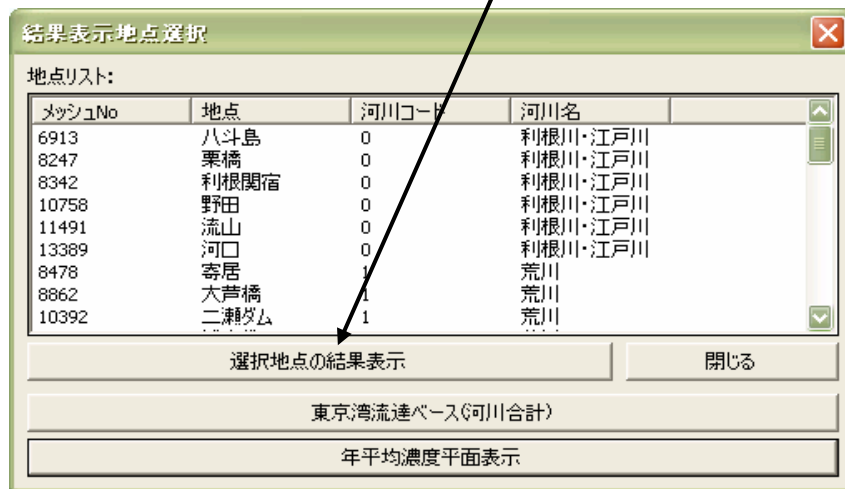 結果表示地点選択
地点リスト:
メッシュNo 地点 河川コード 河川名
6913 八斗島 0 利根川・江戸川
8247 栗橋 0 利根川・江戸川
8342 利根関宿 0 利根川・江戸川
10758 野田 0 利根川・江戸川
11491 流山 0 利根川・江戸川
13389 河口 0 利根川・江戸川
8478 寄居 1 荒川
8862 大芦橋 1 荒川
10392 二瀬ダム 1 荒川
選択地点の結果表示 閉じる
東京湾流達ベース(河川合計)
年平均濃度平面表示